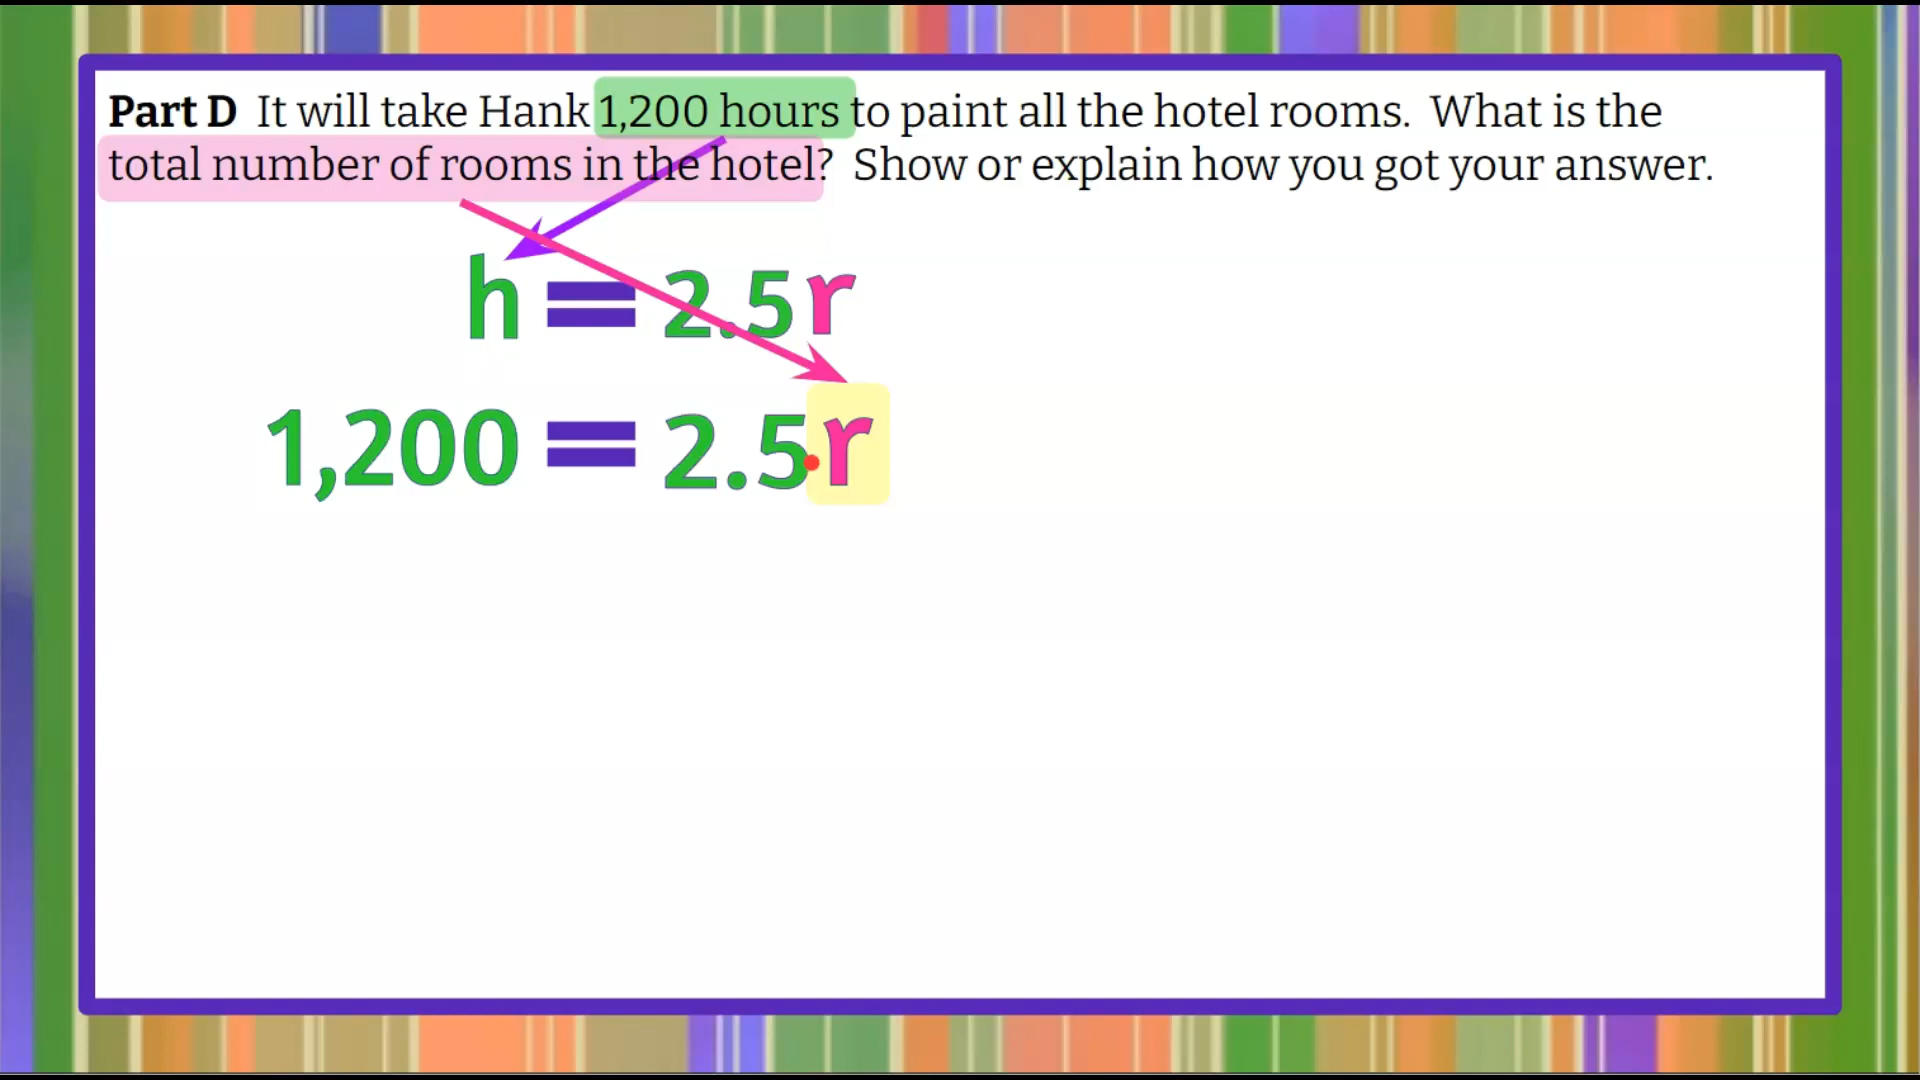 Part D It will take Hank 1,200 hours to paint all the hotel rooms. What is the
total number of rooms in the hotel? Show or explain how you got your answer.
h = 2.5r
1,200 = 2.5r